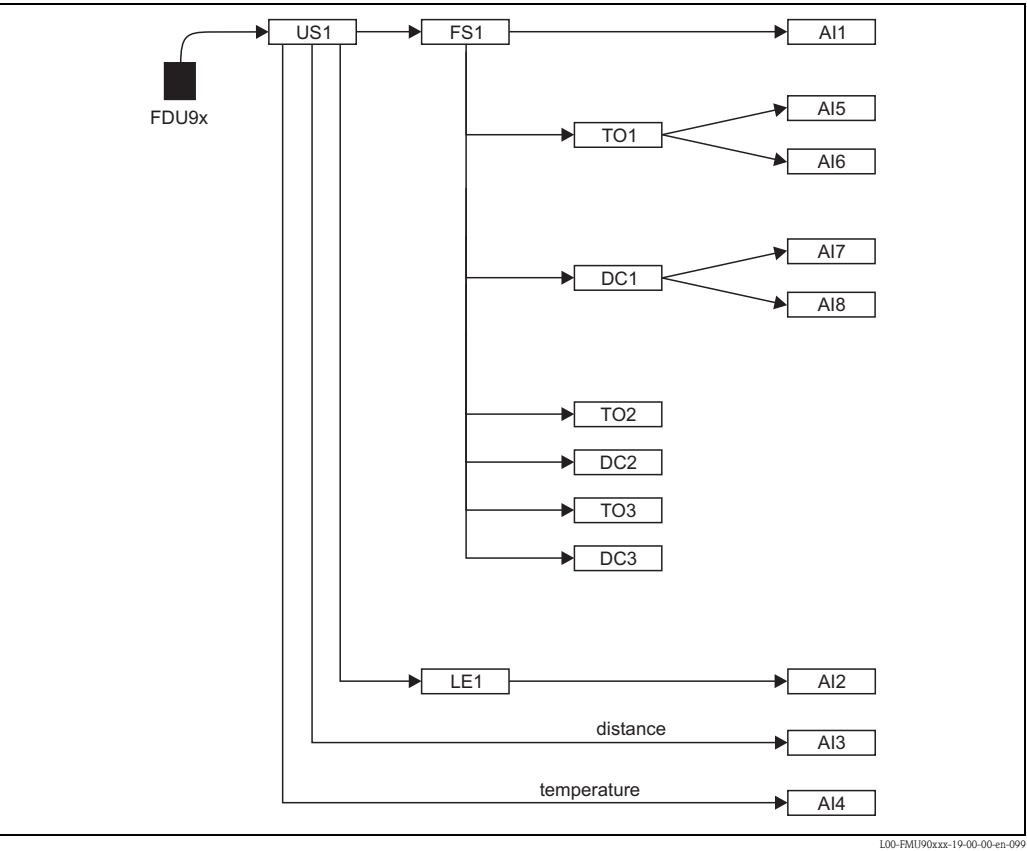 US1
FS1
AI1
FDU9x
AI5
TO1
AI6
AI7
DC1
AI8
TO2
DC2
TO3
DC3
LE1
AI2
distance
AI3
temperature
AI4
L00-FMU90xxx-19-00-00-en-099